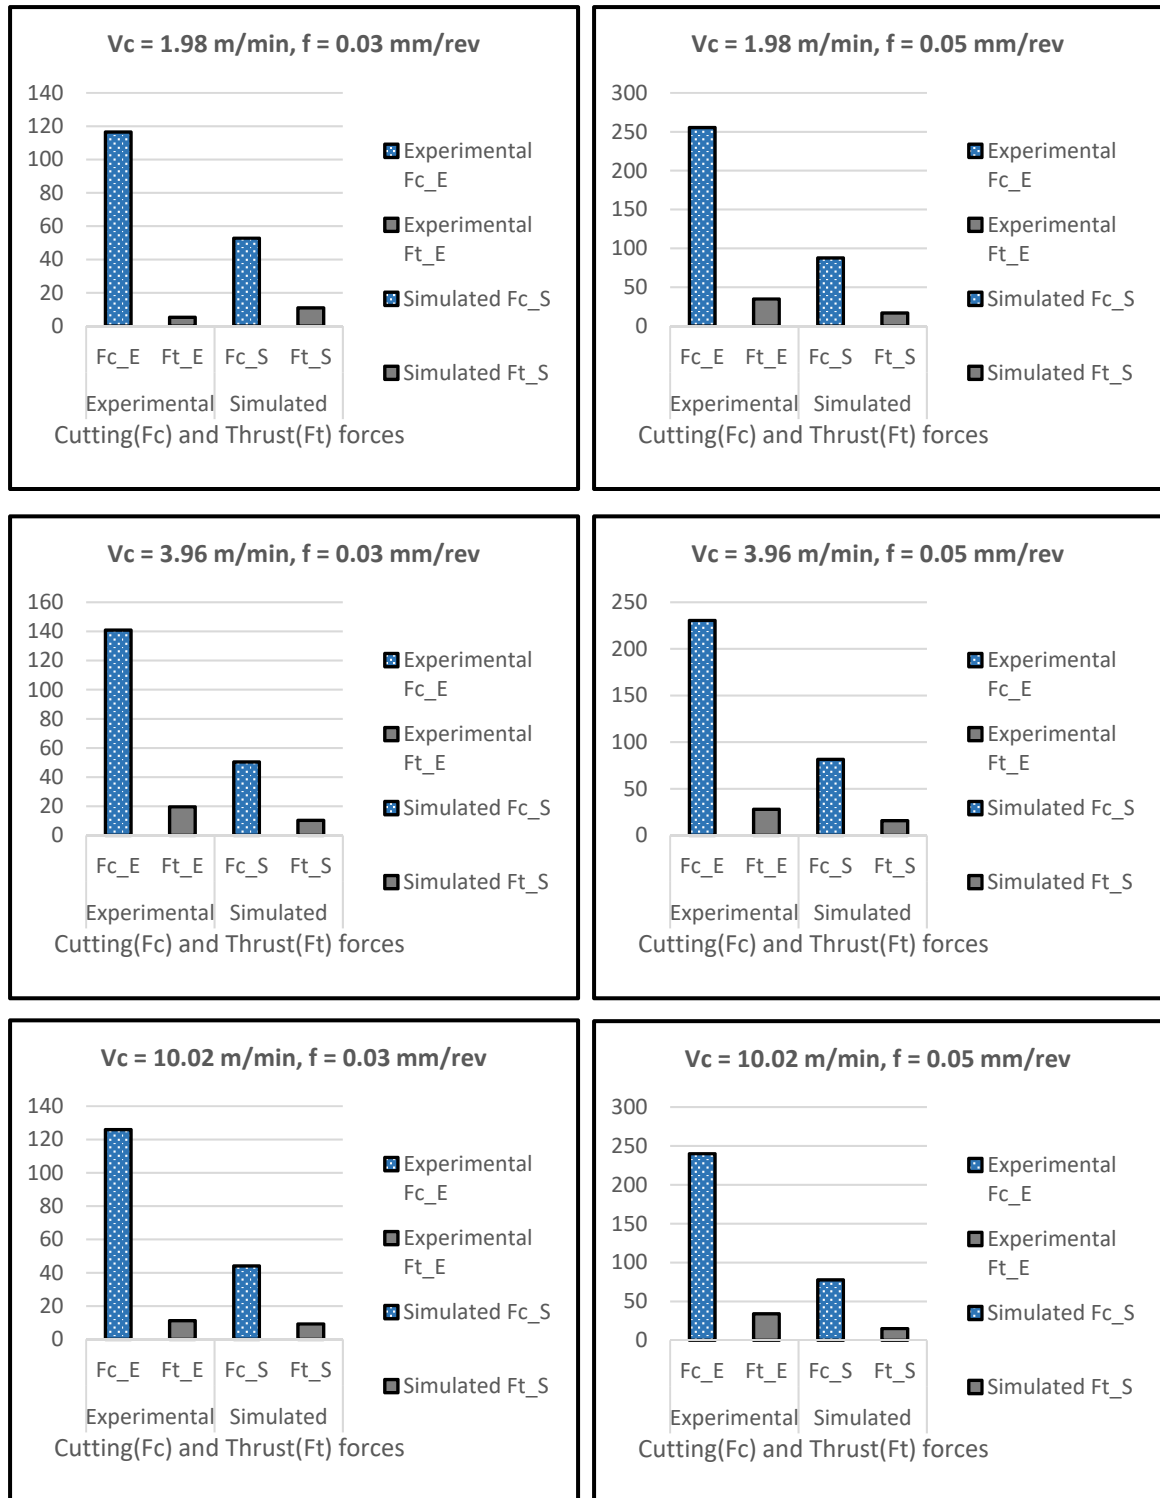 Vc = 1.98 m/min, f = 0.03 mm/rev
140
120
100
80
60
40
20
0
Fc_E Ft_E Fc_S Ft_S
Experimental Simulated
Cutting(Fc) and Thrust(Ft) forces
Experimental
Fc_E
Experimental
Ft_E
Simulated Fc_S
Simulated Ft_S
Vc = 1.98 m/min, f = 0.05 mm/rev
300
250
200
150
100
50
0
Fc_E Ft_E Fc_S Ft_S
Experimental Simulated
Cutting(Fc) and Thrust(Ft) forces
Experimental
Fc_E
Experimental
Ft_E
Simulated Fc_S
Simulated Ft_S
Vc = 3.96 m/min, f = 0.03 mm/rev
160
140
120
100
80
60
40
20
0
Fc_E Ft_E Fc_S Ft_S
Experimental Simulated
Cutting(Fc) and Thrust(Ft) forces
Experimental
Fc_E
Experimental
Ft_E
Simulated Fc_S
Simulated Ft_S
Vc = 3.96 m/min, f = 0.05 mm/rev
250
200
150
100
50
0
Fc_E Ft_E Fc_S Ft_S
Experimental Simulated
Cutting(Fc) and Thrust(Ft) forces
Experimental
Fc_E
Experimental
Ft_E
Simulated Fc_S
Simulated Ft_S
Vc = 10.02 m/min, f = 0.03 mm/rev
140
120
100
80
60
40
20
0
Fc_E Ft_E Fc_S Ft_S
Experimental Simulated
Cutting(Fc) and Thrust(Ft) forces
Experimental
Fc_E
Experimental
Ft_E
Simulated Fc_S
Simulated Ft_S
Vc = 10.02 m/min, f = 0.05 mm/rev
300
250
200
150
100
50
0
Fc_E Ft_E Fc_S Ft_S
Experimental Simulated
Cutting(Fc) and Thrust(Ft) forces
Experimental
Fc_E
Experimental
Ft_E
Simulated Fc_S
Simulated Ft_S